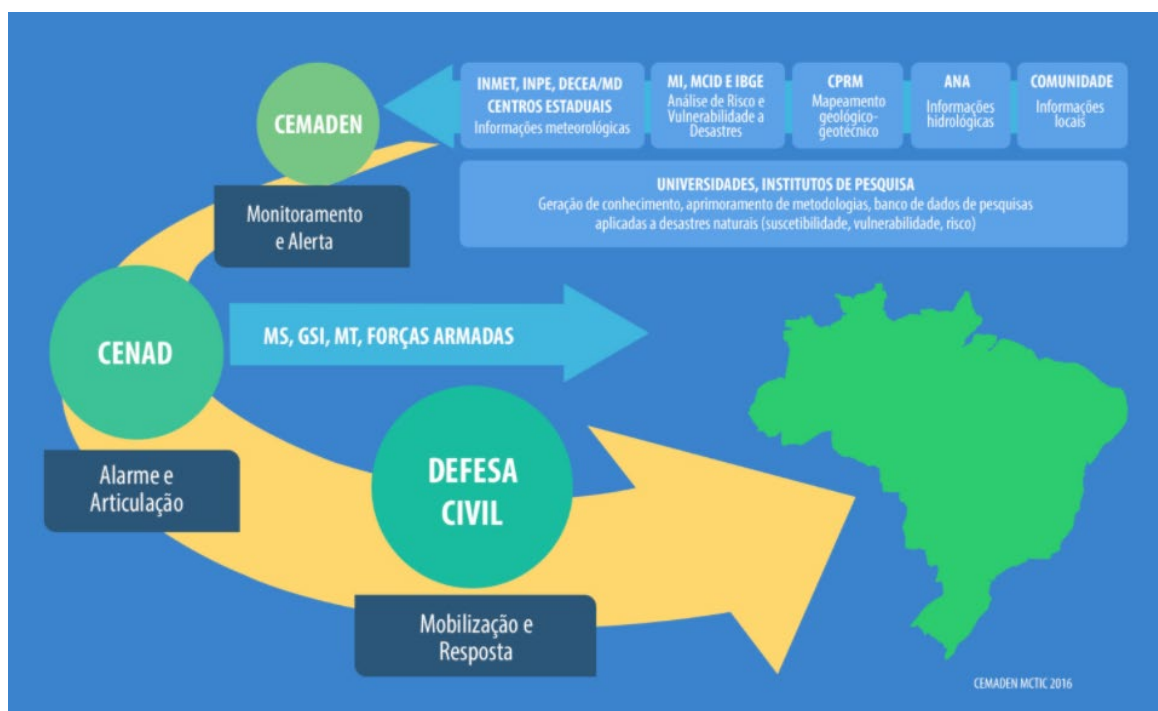 CEMADEN
Monitoramento
e Alerta
INMET, INPE, DECEA/MD
CENTROS ESTADUAIS
Informações meteorológicas
MI, MCID E IBGE
Análise de Risco e
Vulnerabilidade a
Desastres
CPRM
Mapeamento
geológico-
geotécnico
ANA
Informações
hidrológicas
COMUNIDADE
Informações
locais
UNIVERSIDADES, INSTITUTOS DE PESQUISA
Geração de conhecimento, aprimoramento de metodologias, banco de dados de pesquisas
aplicadas a desastres naturais (suscetibilidade, vulnerabilidade, risco)
CENAD
Alarme e
Articulação
MS, GSI, MT, FORÇAS ARMADAS
DEFESA
CIVIL
Mobilização e
Resposta
CEMADEN MCTIC 2016